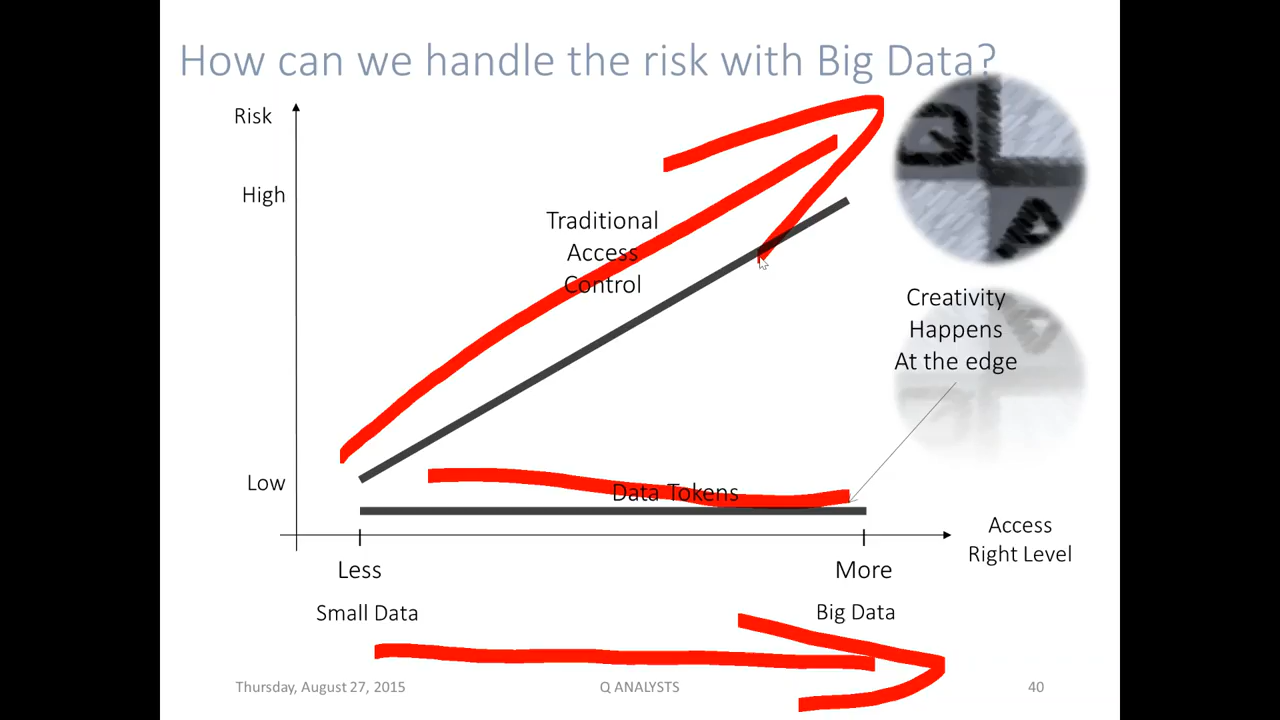 How can we handle the risk with Big Data?
Risk
High
Traditional
Access
Control
Creativity
Happens
At the edge
Low
Data Tokens
Access
Right Level
Less
More
Small Data
Big Data
Thursday, August 27, 2015
Q ANALYSTS
40
Q
A